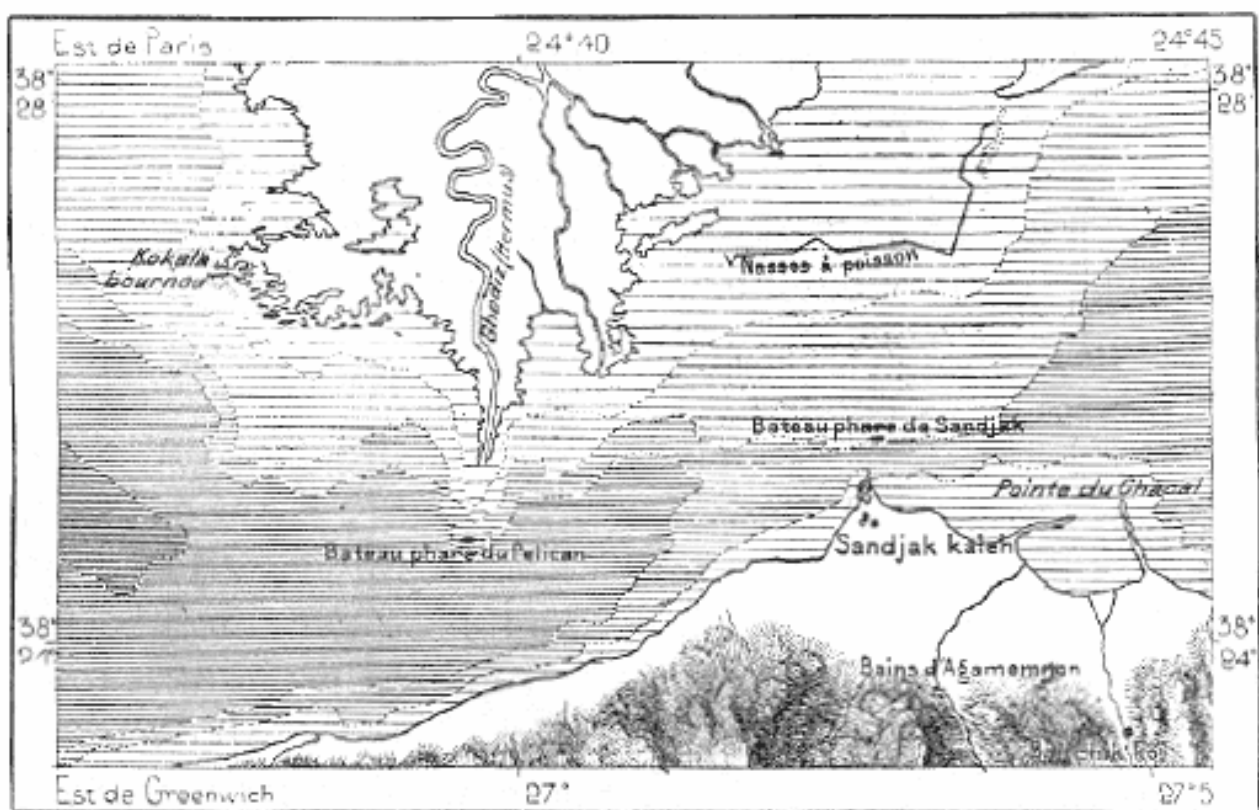 Est de Paris
24°40
24°45
38°
28'
38°
28'
Kokala
bournou
Ghediz (Hermus)
Nasses à poisson
Bateau phare de Sandjak
Pointe du Chacal
Sandjak kaleh
Bateau phare du Pelican
38°
24'
38°
24'
Bains d'Agamemnon
Est de Greenwich
27°
27°5